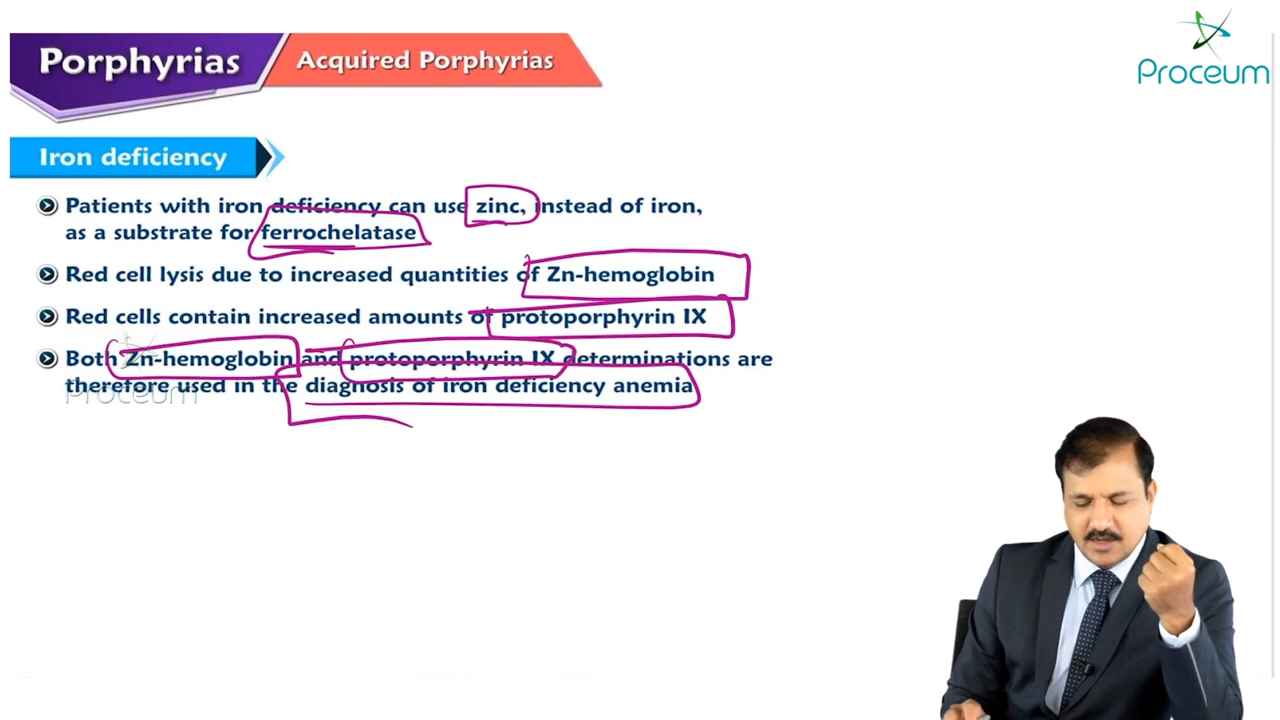 Porphyrias
Acquired Porphyrias
Proceum
Iron deficiency
Patients with iron deficiency can use zinc, instead of iron,
as a substrate for ferrochelatase
Red cell lysis due to increased quantities of Zn-hemoglobin
Red cells contain increased amounts of protoporphyrin IX
Both Zn-hemoglobin and protoporphyrin IX determinations are
therefore used in the diagnosis of iron deficiency anemia
Proceum